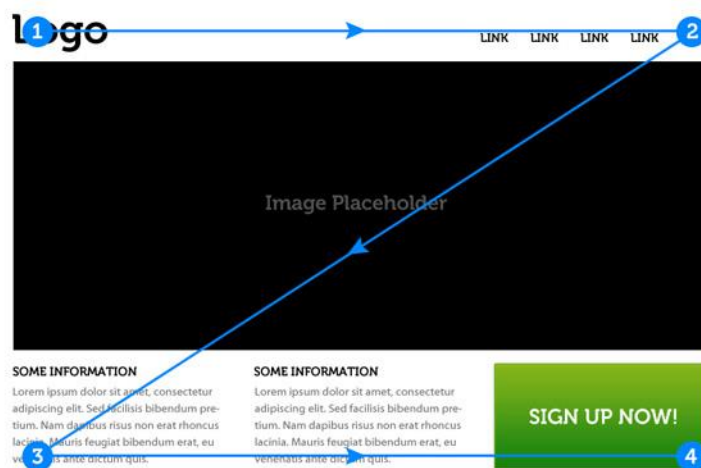 Logo
1
2
LINK LINK LINK LINK
Image Placeholder
SOME INFORMATION
Lorem ipsum dolor sit amet, consectetur
adipiscing elit. Sed facilisis bibendum pre-
tium. Nam dapibus risus non erat rhoncus
lacinia. Mauris feugiat bibendum erat, eu
venenatis ante dictum quis.
SOME INFORMATION
Lorem ipsum dolor sit amet, consectetur
adipiscing elit. Sed facilisis bibendum pre-
tium. Nam dapibus risus non erat rhoncus
lacinia. Mauris feugiat bibendum erat, eu
venenatis ante dictum quis.
SIGN UP NOW!
3
4